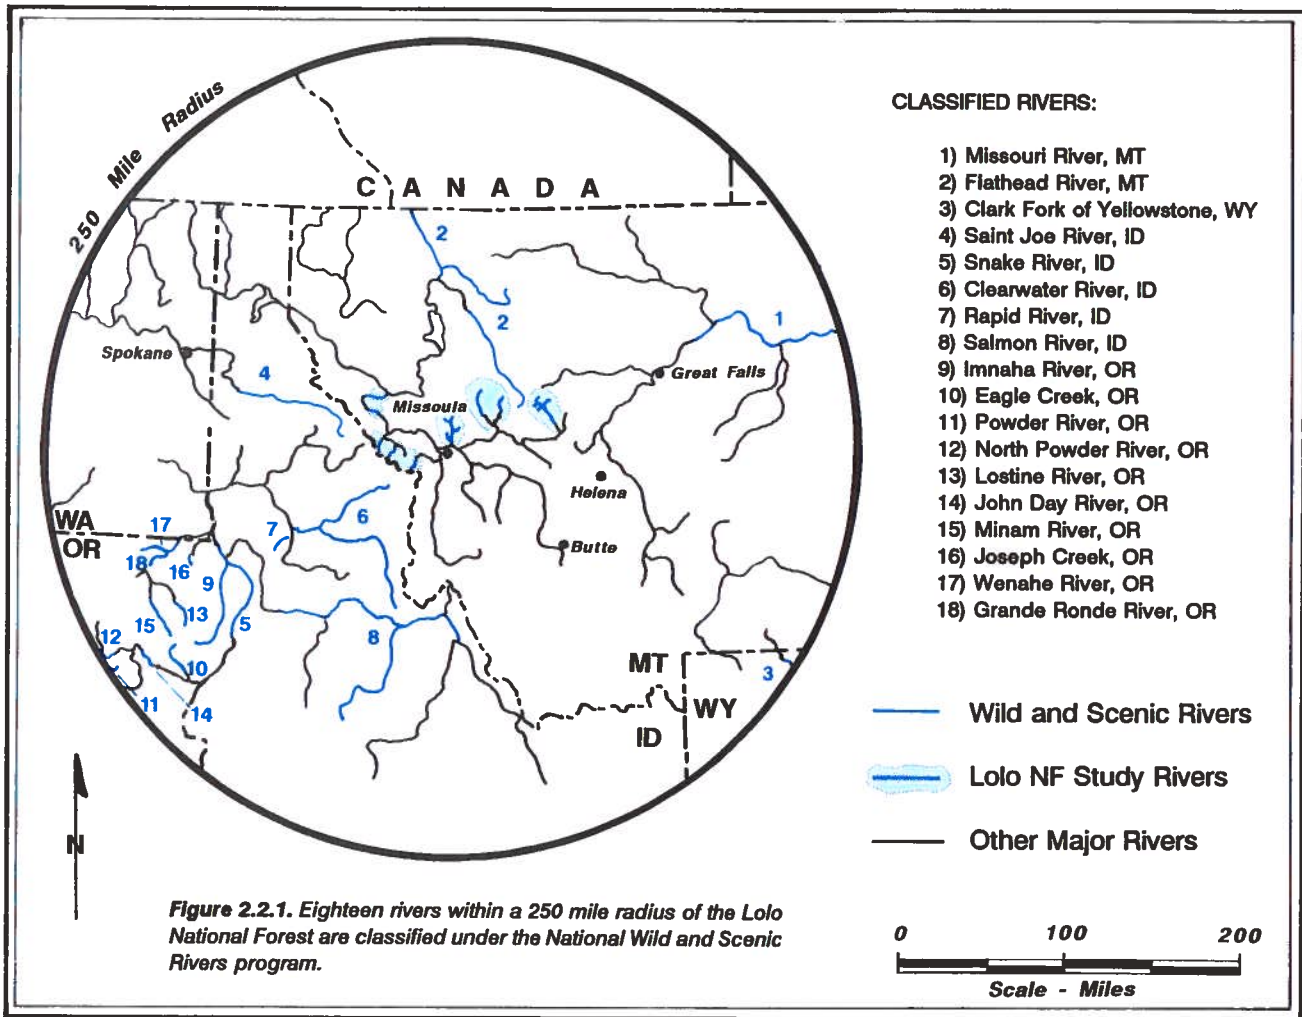 250 Mile Radius
C A N A D A
2
2
1
Spokane
4
Great Falls
Missoula
Helena
WA
OR
17
7
6
Butte
18
16
9
13
15
5
12
8
10
MT
3
11
14
WY
ID
N
CLASSIFIED RIVERS:
1) Missouri River, MT
2) Flathead River, MT
3) Clark Fork of Yellowstone, WY
4) Saint Joe River, ID
5) Snake River, ID
6) Clearwater River, ID
7) Rapid River, ID
8) Salmon River, ID
9) Imnaha River, OR
10) Eagle Creek, OR
11) Powder River, OR
12) North Powder River, OR
13) Lostine River, OR
14) John Day River, OR
15) Minam River, OR
16) Joseph Creek, OR
17) Wenahe River, OR
18) Grande Ronde River, OR
Wild and Scenic Rivers
Lolo NF Study Rivers
Other Major Rivers
Figure 2.2.1. Eighteen rivers within a 250 mile radius of the Lolo
National Forest are classified under the National Wild and Scenic
Rivers program.
0 100 200
Scale - Miles